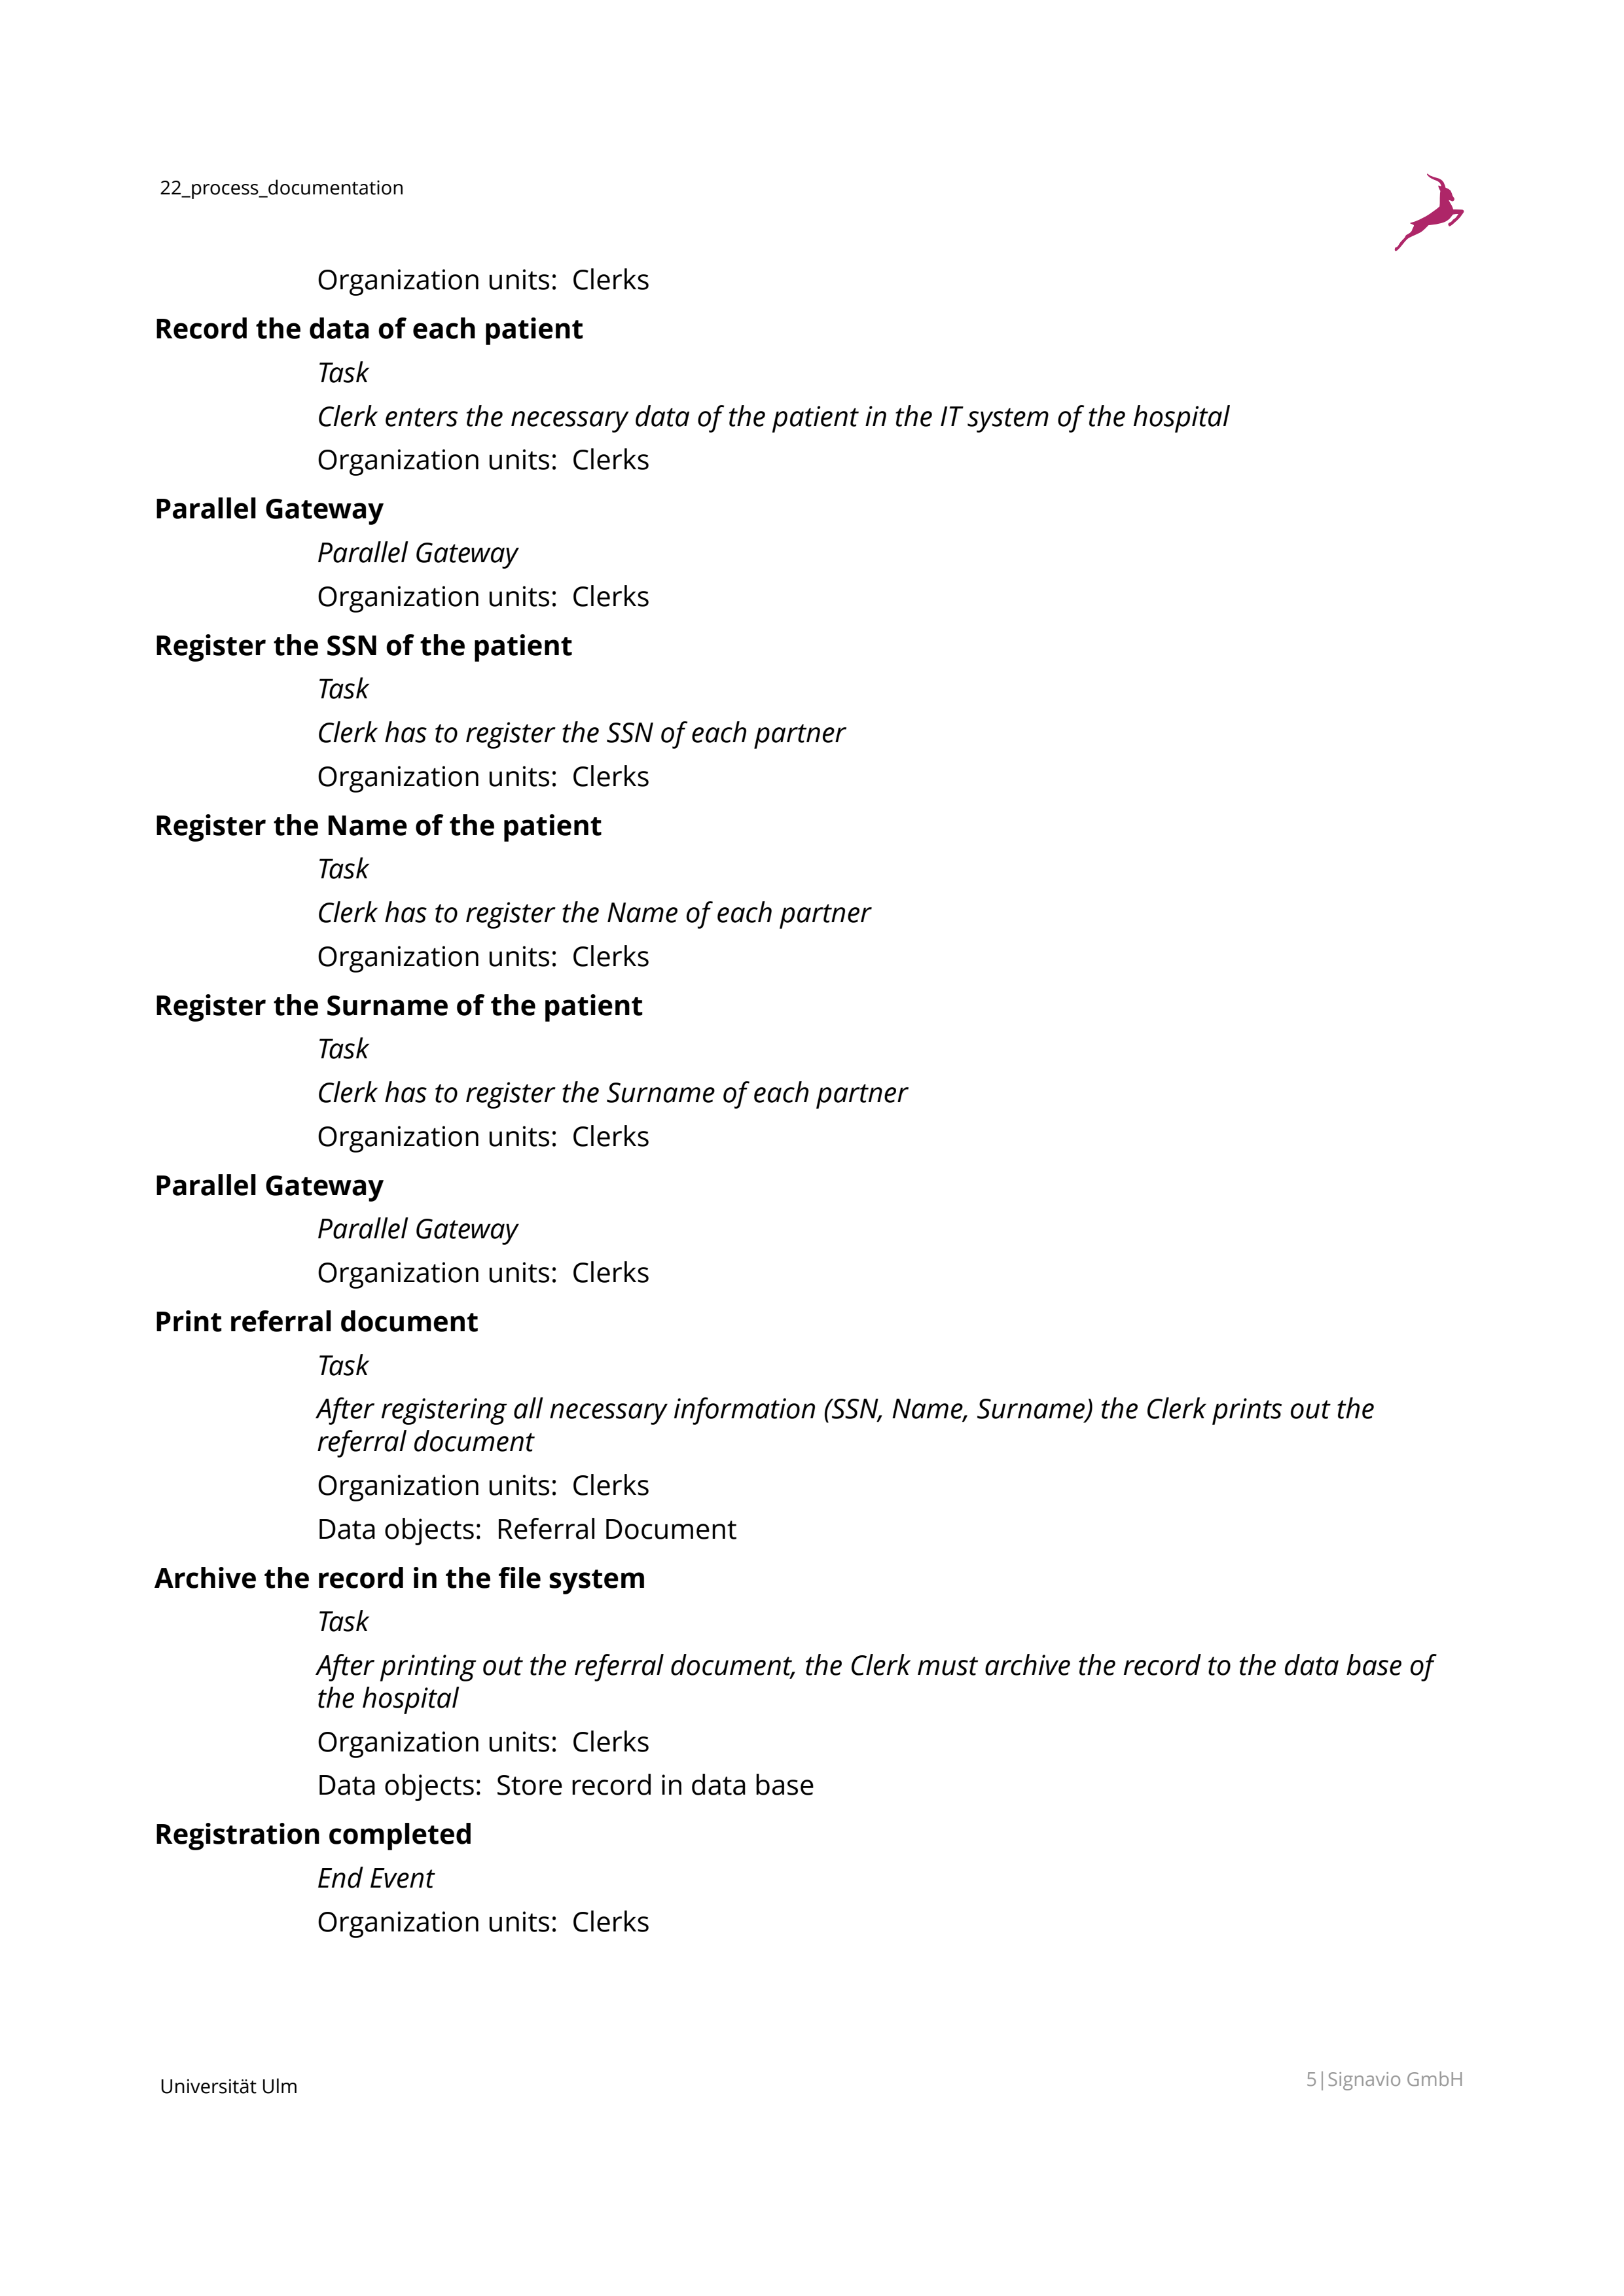 22_process_documentation
Organization units:  Clerks
Record the data of each patient
Task
Clerk enters the necessary data of the patient in the IT system of the hospital
Organization units:  Clerks
Parallel Gateway
Parallel Gateway
Organization units:  Clerks
Register the SSN of the patient
Task
Clerk has to register the SSN of each partner
Organization units:  Clerks
Register the Name of the patient
Task
Clerk has to register the Name of each partner
Organization units:  Clerks
Register the Surname of the patient
Task
Clerk has to register the Surname of each partner
Organization units:  Clerks
Parallel Gateway
Parallel Gateway
Organization units:  Clerks
Print referral document
Task
After registering all necessary information (SSN, Name, Surname) the Clerk prints out the
referral document
Organization units:  Clerks
Data objects:  Referral Document
Archive the record in the file system
Task
After printing out the referral document, the Clerk must archive the record to the data base of
the hospital
Organization units:  Clerks
Data objects:  Store record in data base
Registration completed
End Event
Organization units:  Clerks
Universität Ulm
5|Signavio GmbH